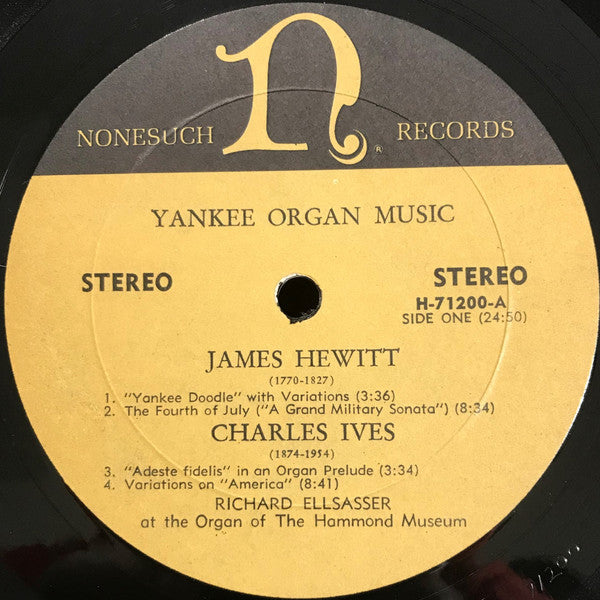 n
NONESUCH ® RECORDS
YANKEE ORGAN MUSIC
STEREO STEREO
H-71200-A
SIDE ONE (24:50)
JAMES HEWITT
(1770-1827)
1. "Yankee Doodle" with Variations (3:36)
2. The Fourth of July ("A Grand Military Sonata") (8:34)
CHARLES IVES
(1874-1954)
3. "Adeste fidelis" in an Organ Prelude (3:34)
4. Variations on "America" (8:41)
RICHARD ELLSASSER
at the Organ of The Hammond Museum